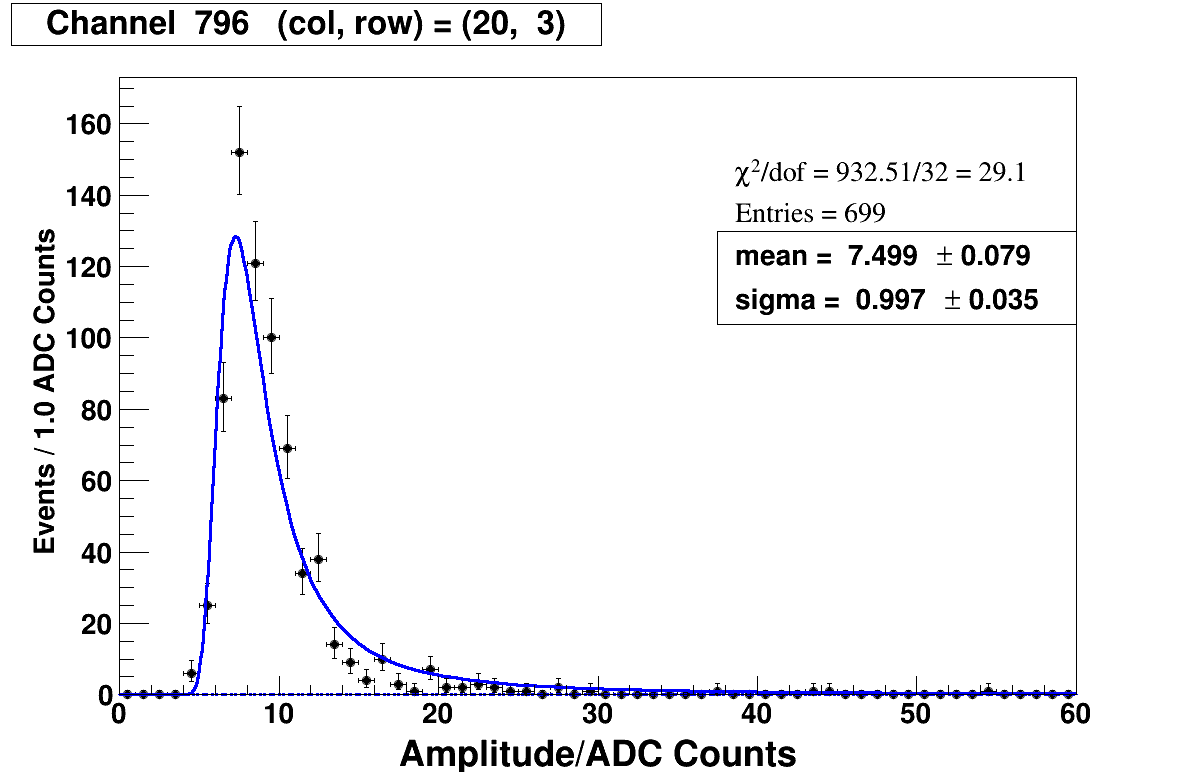 Channel 796 (col, row) = (20, 3)
160
140
120
100
80
60
40
20
0
Events / 1.0 ADC Counts
χ²/dof = 932.51/32 = 29.1
Entries = 699
mean = 7.499 ± 0.079
sigma = 0.997 ± 0.035
0 10 20 30 40 50 60
Amplitude/ADC Counts